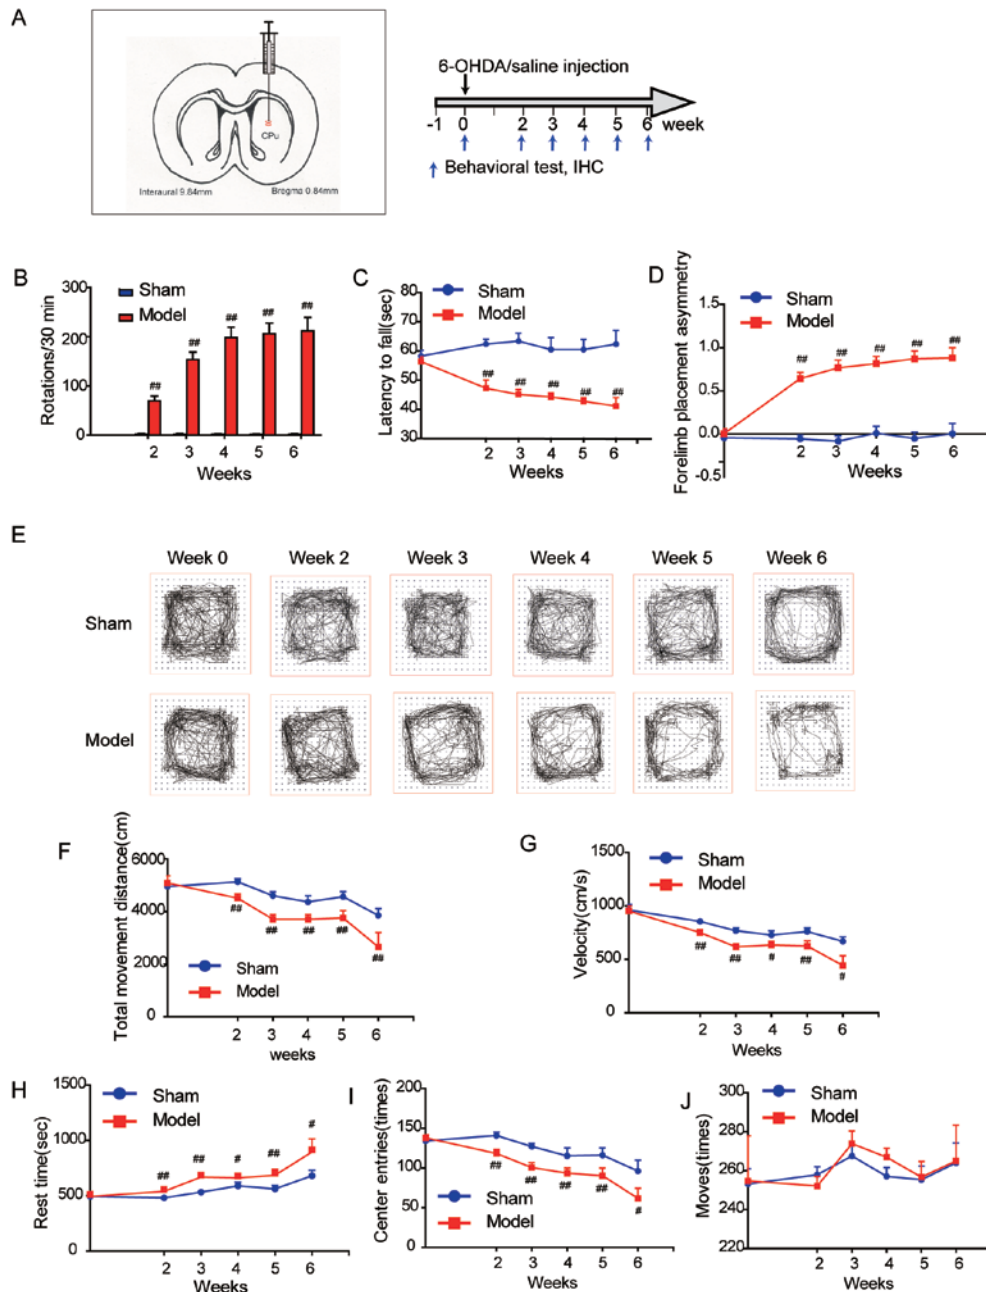 A
CPu
Interaural 9.84mm
Bregma 0.84mm
6-OHDA/saline injection
-1 0 2 3 4 5 6 week
Behavioral test, IHC
B
Sham
Model
Rotations/30 min
300
200
100
0
## ## ## ## ##
2 3 4 5 6
Weeks
C
Sham
Model
Latency to fall(sec)
80
70
60
50
40
30
## ## ## ## ##
2 3 4 5 6
Weeks
D
Sham
Model
Forelimb placement asymmetry
1.5
1.0
0.5
0.0
-0.5
## ## ## ## ##
2 3 4 5 6
Weeks
E
Week 0 Week 2 Week 3 Week 4 Week 5 Week 6
Sham
Model
F
Total movement distance(cm)
6000
4000
2000
0
## ## ## ## ##
Sham
Model
2 3 4 5 6
weeks
G
Velocity(cm/s)
1500
1000
500
0
Sham
Model
## ## # ## #
2 3 4 5 6
Weeks
H
Rest time(sec)
1500
1000
500
0
Sham
Model
## ## # ## #
2 3 4 5 6
Weeks
I
Center entries(times)
200
150
100
50
0
## ## ## ## #
Sham
Model
2 3 4 5 6
Weeks
J
Moves(times)
300
280
260
240
220
Sham
Model
2 3 4 5 6
Weeks